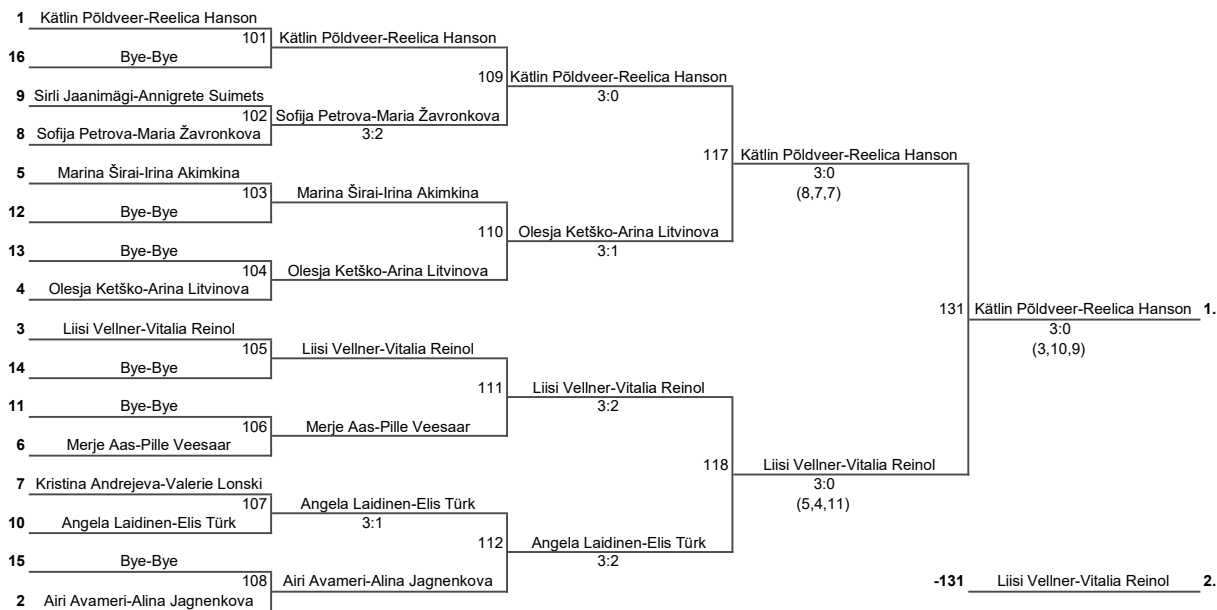 1 Kätlin Põldveer-Reelica Hanson
101 Kätlin Põldveer-Reelica Hanson
16 Bye-Bye
109 Kätlin Põldveer-Reelica Hanson
3:0
9 Sirli Jaanimägi-Annigrete Suimets
102 Sofija Petrova-Maria Žavronkova
3:2
8 Sofija Petrova-Maria Žavronkova
117 Kätlin Põldveer-Reelica Hanson
3:0
(8,7,7)
5 Marina Širai-Irina Akimkina
103 Marina Širai-Irina Akimkina
12 Bye-Bye
110 Olesja Ketško-Arina Litvinova
3:1
13 Bye-Bye
104 Olesja Ketško-Arina Litvinova
4 Olesja Ketško-Arina Litvinova
131 Kätlin Põldveer-Reelica Hanson 1.
3:0
(3,10,9)
3 Liisi Vellner-Vitalia Reinol
105 Liisi Vellner-Vitalia Reinol
14 Bye-Bye
111 Liisi Vellner-Vitalia Reinol
3:2
11 Bye-Bye
106 Merje Aas-Pille Veesaar
6 Merje Aas-Pille Veesaar
118 Liisi Vellner-Vitalia Reinol
3:0
(5,4,11)
7 Kristina Andrejeva-Valerie Lonski
107 Angela Laidinen-Elis Türk
3:1
10 Angela Laidinen-Elis Türk
112 Angela Laidinen-Elis Türk
3:2
15 Bye-Bye
108 Airi Avameri-Alina Jagnenkova
2 Airi Avameri-Alina Jagnenkova
-131 Liisi Vellner-Vitalia Reinol 2.